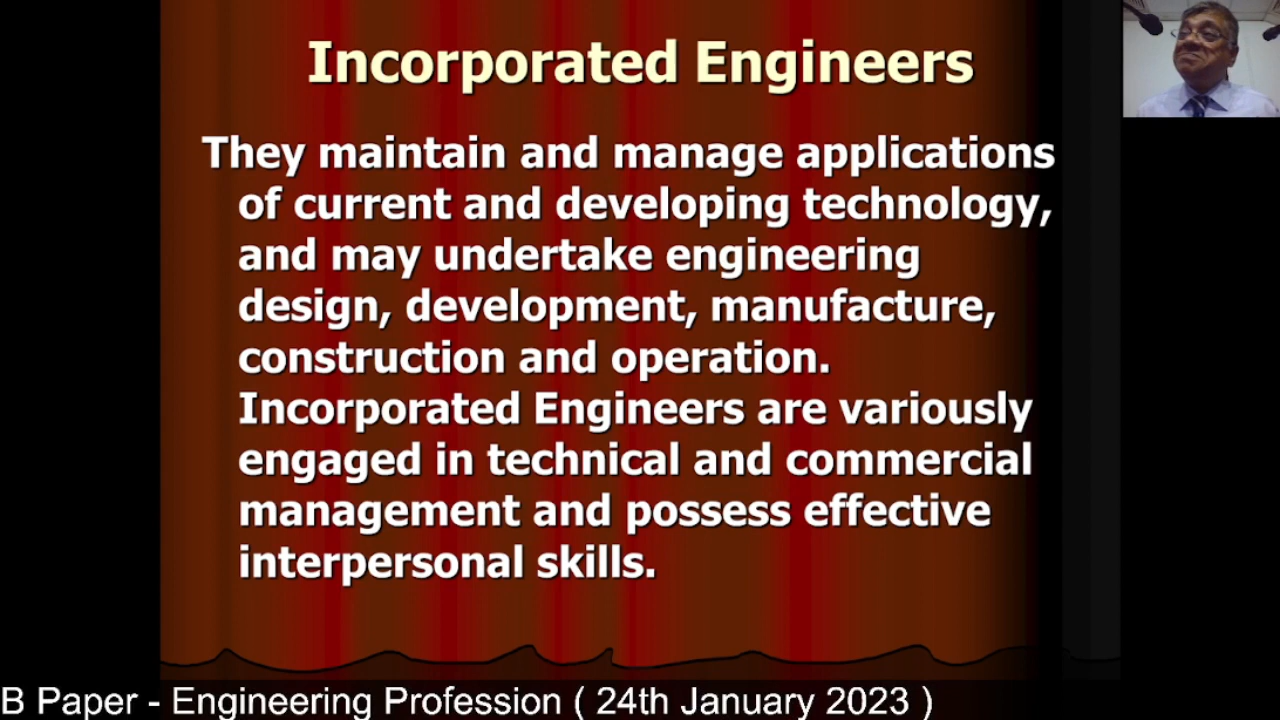 Incorporated Engineers
They maintain and manage applications
of current and developing technology,
and may undertake engineering
design, development, manufacture,
construction and operation.
Incorporated Engineers are variously
engaged in technical and commercial
management and possess effective
interpersonal skills.
B Paper - Engineering Profession ( 24th January 2023 )